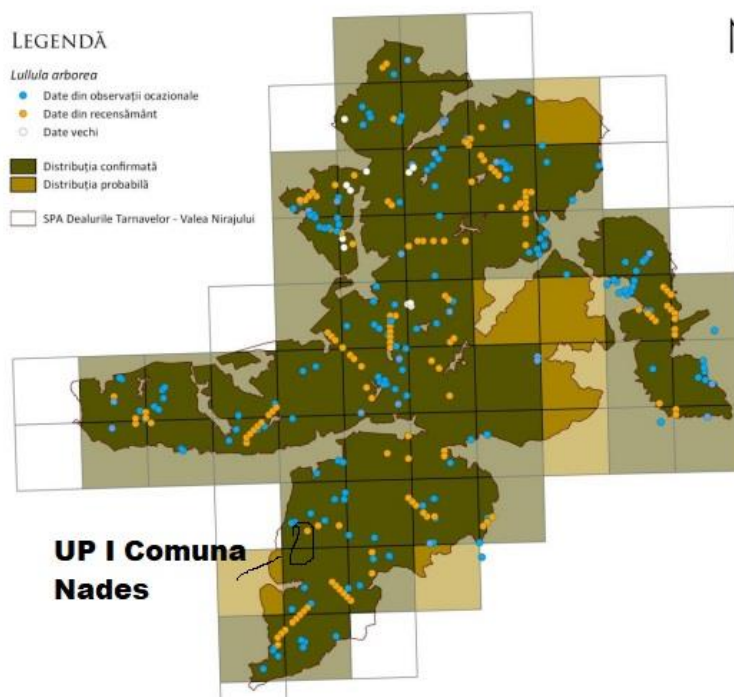 LEGENDĂ
Lullula arborea
Date din observații ocazionale
Date din recensământ
Date vechi
Distribuția confirmată
Distribuția probabilă
SPA Dealurile Tarnavelor - Valea Nirajului
UP I Comuna
Nades